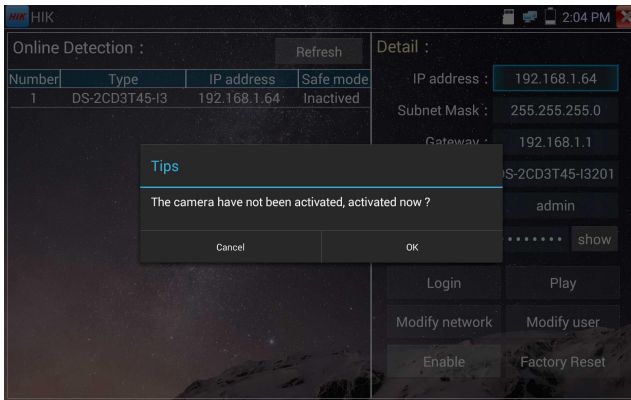 HIK HIK
2:04 PM
Online Detection :
Refresh
Number Type IP address Safe mode
1 DS-2CD3T45-I3 192.168.1.64 Inactived
Detail :
IP address : 192.168.1.64
Subnet Mask : 255.255.255.0
Gateway : 192.168.1.1
DS-2CD3T45-I3201
admin
•••••••• show
Tips
The camera have not been activated, activated now ?
Cancel OK
Login Play
Modify network Modify user
Enable Factory Reset